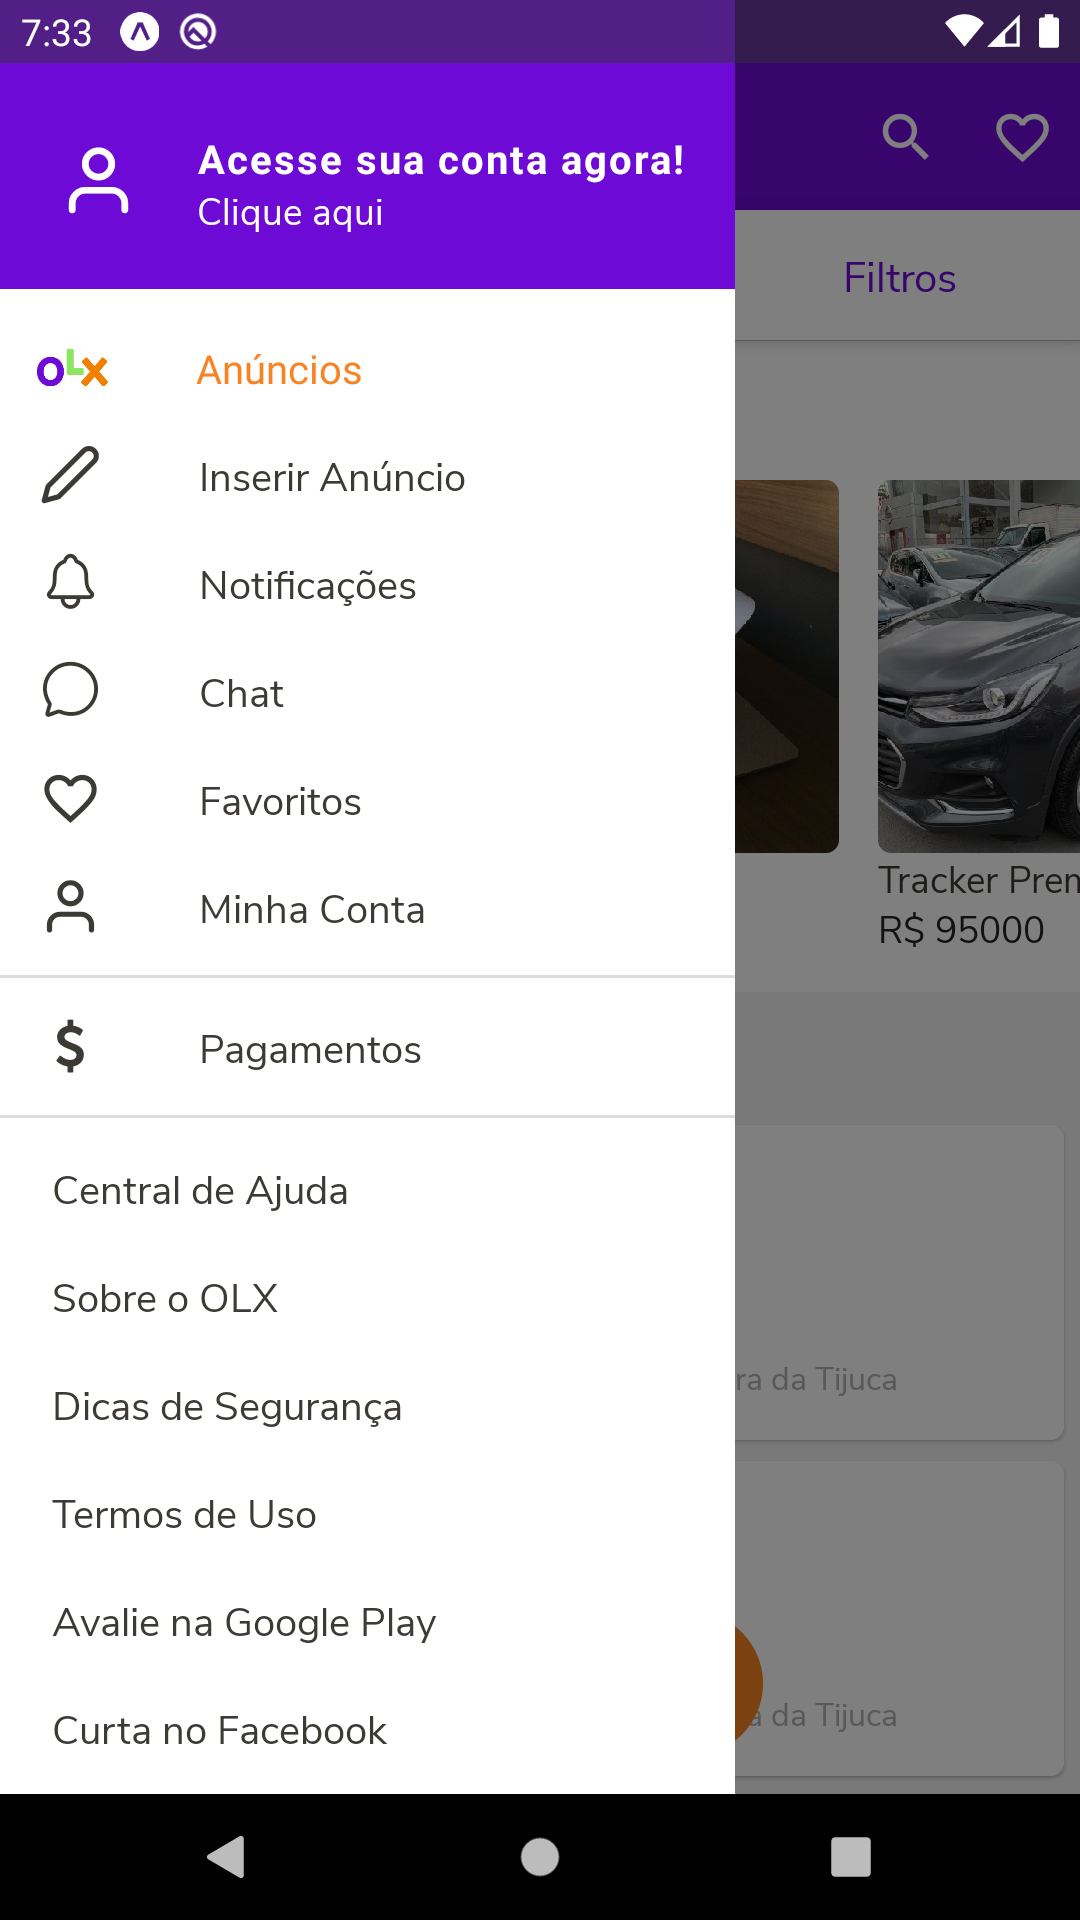 7:33
Acesse sua conta agora!
Clique aqui
Filtros
OLX
Anúncios
Inserir Anúncio
Notificações
Chat
Favoritos
Minha Conta
Tracker Prem
R$ 95000
Pagamentos
Central de Ajuda
Sobre o OLX
ra da Tijuca
Dicas de Segurança
Termos de Uso
Avalie na Google Play
a da Tijuca
Curta no Facebook